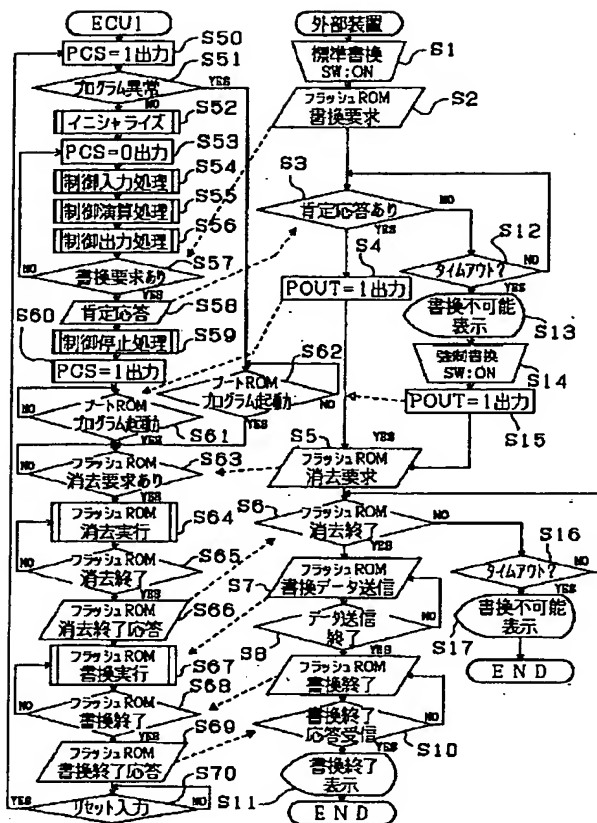 ECU1
PCS=1出力
S50
S51
プログラム異常
YES
NO
S52
イニシャライズ
S53
PCS=0出力
S54
制御入力処理
S55
制御演算処理
S56
制御出力処理
S57
NO
書換要求あり
YES
S58
肯定応答
S60
S59
制御停止処理
PCS=1出力
S62
NO
ブートROM
プログラム起動
YES
S61
ブートROM
プログラム起動
NO
YES
S63
NO
フラッシュROM
消去要求あり
YES
S64
フラッシュROM
消去実行
S65
NO
フラッシュROM
消去終了
YES
S66
フラッシュROM
消去終了応答
S67
フラッシュROM
書換実行
S68
NO
フラッシュROM
書換終了
YES
S69
フラッシュROM
書換終了応答
S70
YES
リセット入力
NO
外部装置
S1
標準書換
SW:ON
S2
フラッシュROM
書換要求
S3
肯定応答あり
NO
YES
S4
S12
タイムアウト?
NO
YES
POUT=1出力
書換不可能
表示
S13
強制書換
SW:ON
S14
POUT=1出力
S15
S5
YES
フラッシュROM
消去要求
S6
フラッシュROM
消去終了
NO
YES
S16
タイムアウト?
NO
YES
S7
フラッシュROM
書換データ送信
書換不可能
表示
S17
END
S8
データ送信
終了
NO
YES
フラッシュROM
書換終了
書換終了
応答受信
NO
YES
S10
S11
書換終了
表示
END